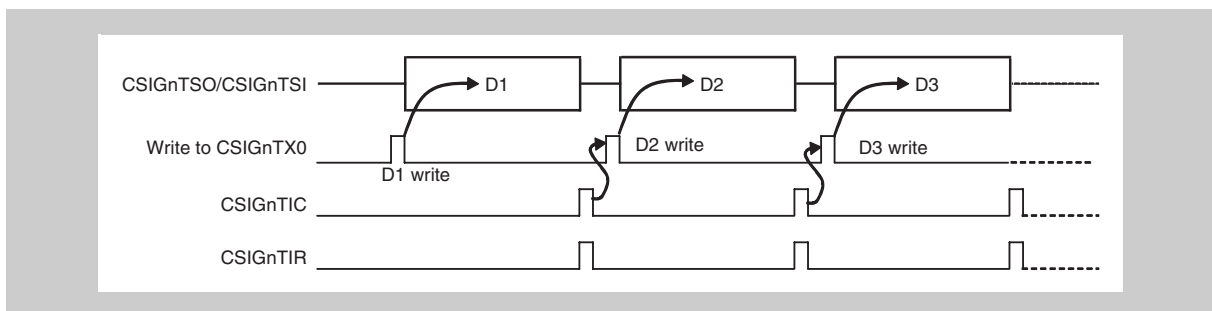 CSIGnTSO/CSIGnTSI
D1
D2
D3
Write to CSIGnTX0
D1 write
D2 write
D3 write
CSIGnTIC
CSIGnTIR